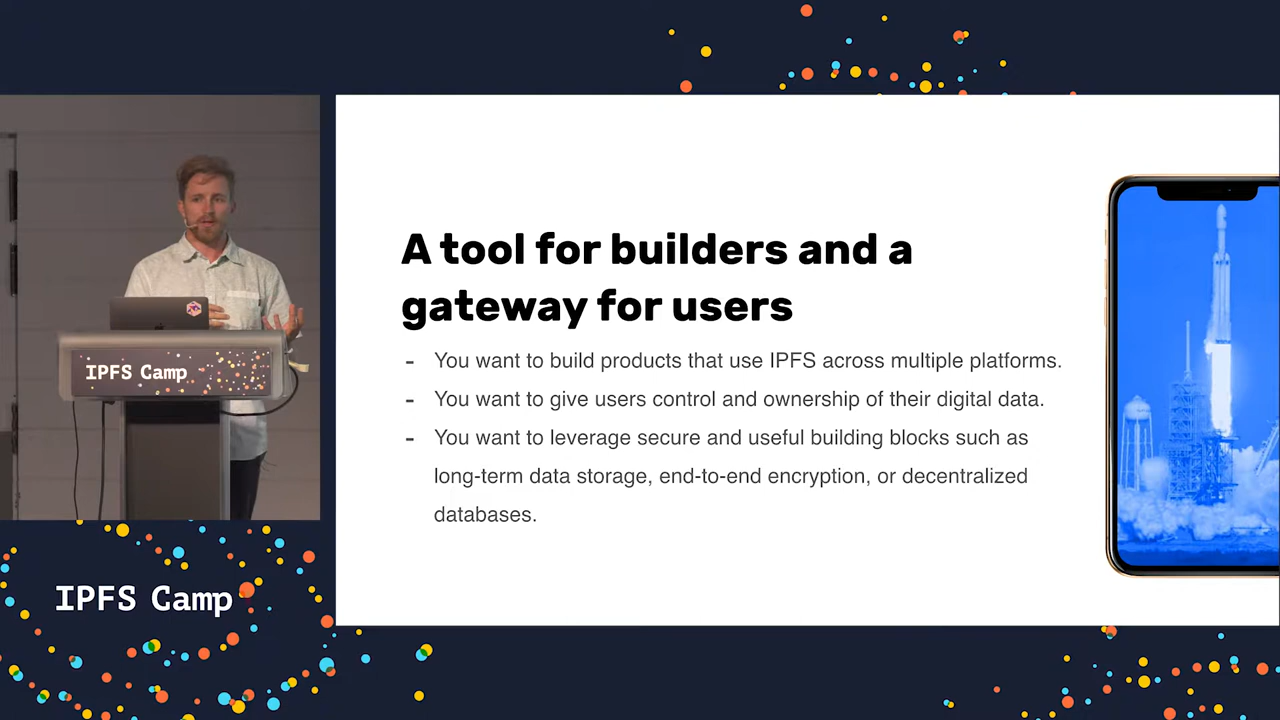 A tool for builders and a
gateway for users
- You want to build products that use IPFS across multiple platforms.
- You want to give users control and ownership of their digital data.
- You want to leverage secure and useful building blocks such as
long-term data storage, end-to-end encryption, or decentralized
databases.
IPFS Camp
IPFS Camp